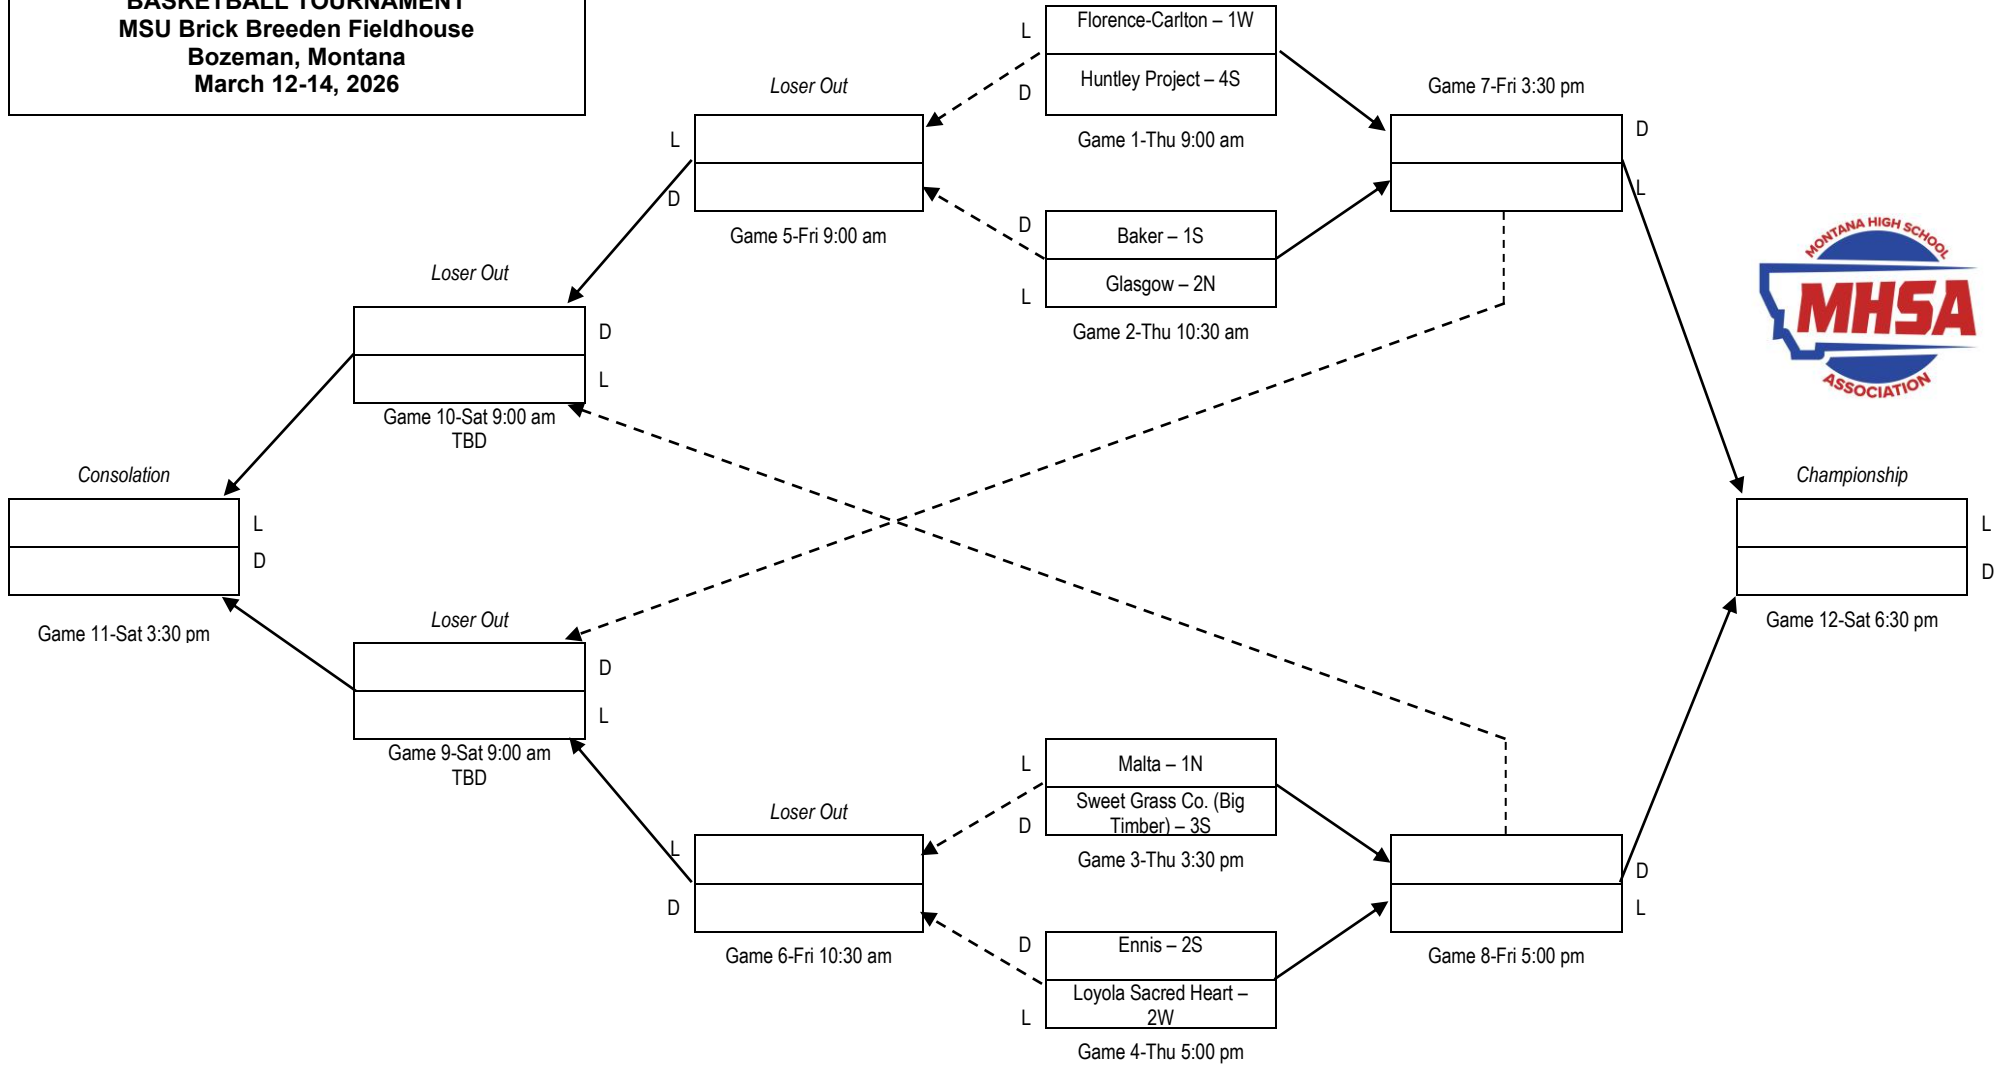 BASKETBALL TOURNAMENT
MSU Brick Breeden Fieldhouse
Bozeman, Montana
March 12-14, 2026
L
Florence-Carlton – 1W
D
Huntley Project – 4S
Game 1-Thu 9:00 am
Loser Out
L
D
Game 5-Fri 9:00 am
Game 7-Fri 3:30 pm
D
L
D
Baker – 1S
L
Glasgow – 2N
Game 2-Thu 10:30 am
MONTANA HIGH SCHOOL
MHSA
ASSOCIATION
Loser Out
D
L
Game 10-Sat 9:00 am
TBD
Consolation
L
D
Game 11-Sat 3:30 pm
Championship
L
D
Game 12-Sat 6:30 pm
Loser Out
D
L
Game 9-Sat 9:00 am
TBD
L
Malta – 1N
D
Sweet Grass Co. (Big
Timber) – 3S
Game 3-Thu 3:30 pm
Loser Out
L
D
Game 6-Fri 10:30 am
D
L
Game 8-Fri 5:00 pm
D
Ennis – 2S
L
Loyola Sacred Heart –
2W
Game 4-Thu 5:00 pm